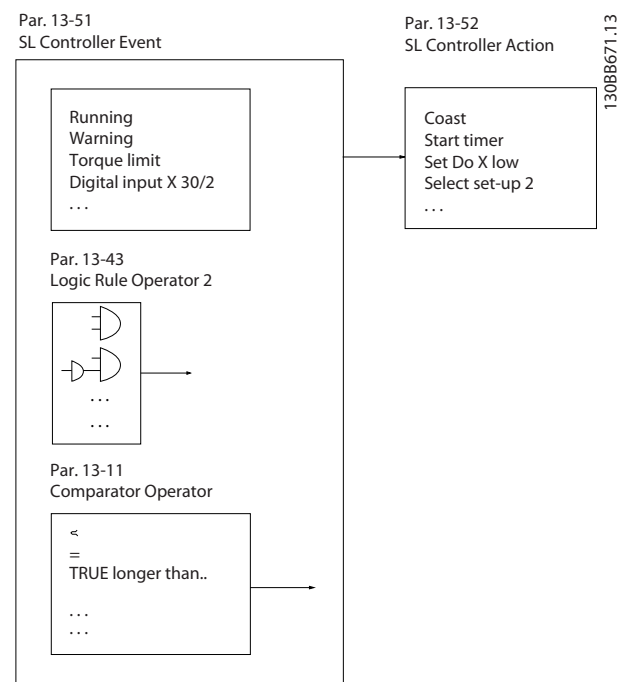 Par. 13-51
SL Controller Event
Par. 13-52
SL Controller Action
130BB671.13
Running
Warning
Torque limit
Digital input X 30/2
. . .
Coast
Start timer
Set Do X low
Select set-up 2
. . .
Par. 13-43
Logic Rule Operator 2
. . .
. . .
Par. 13-11
Comparator Operator
<
=
TRUE longer than..
. . .
. . .